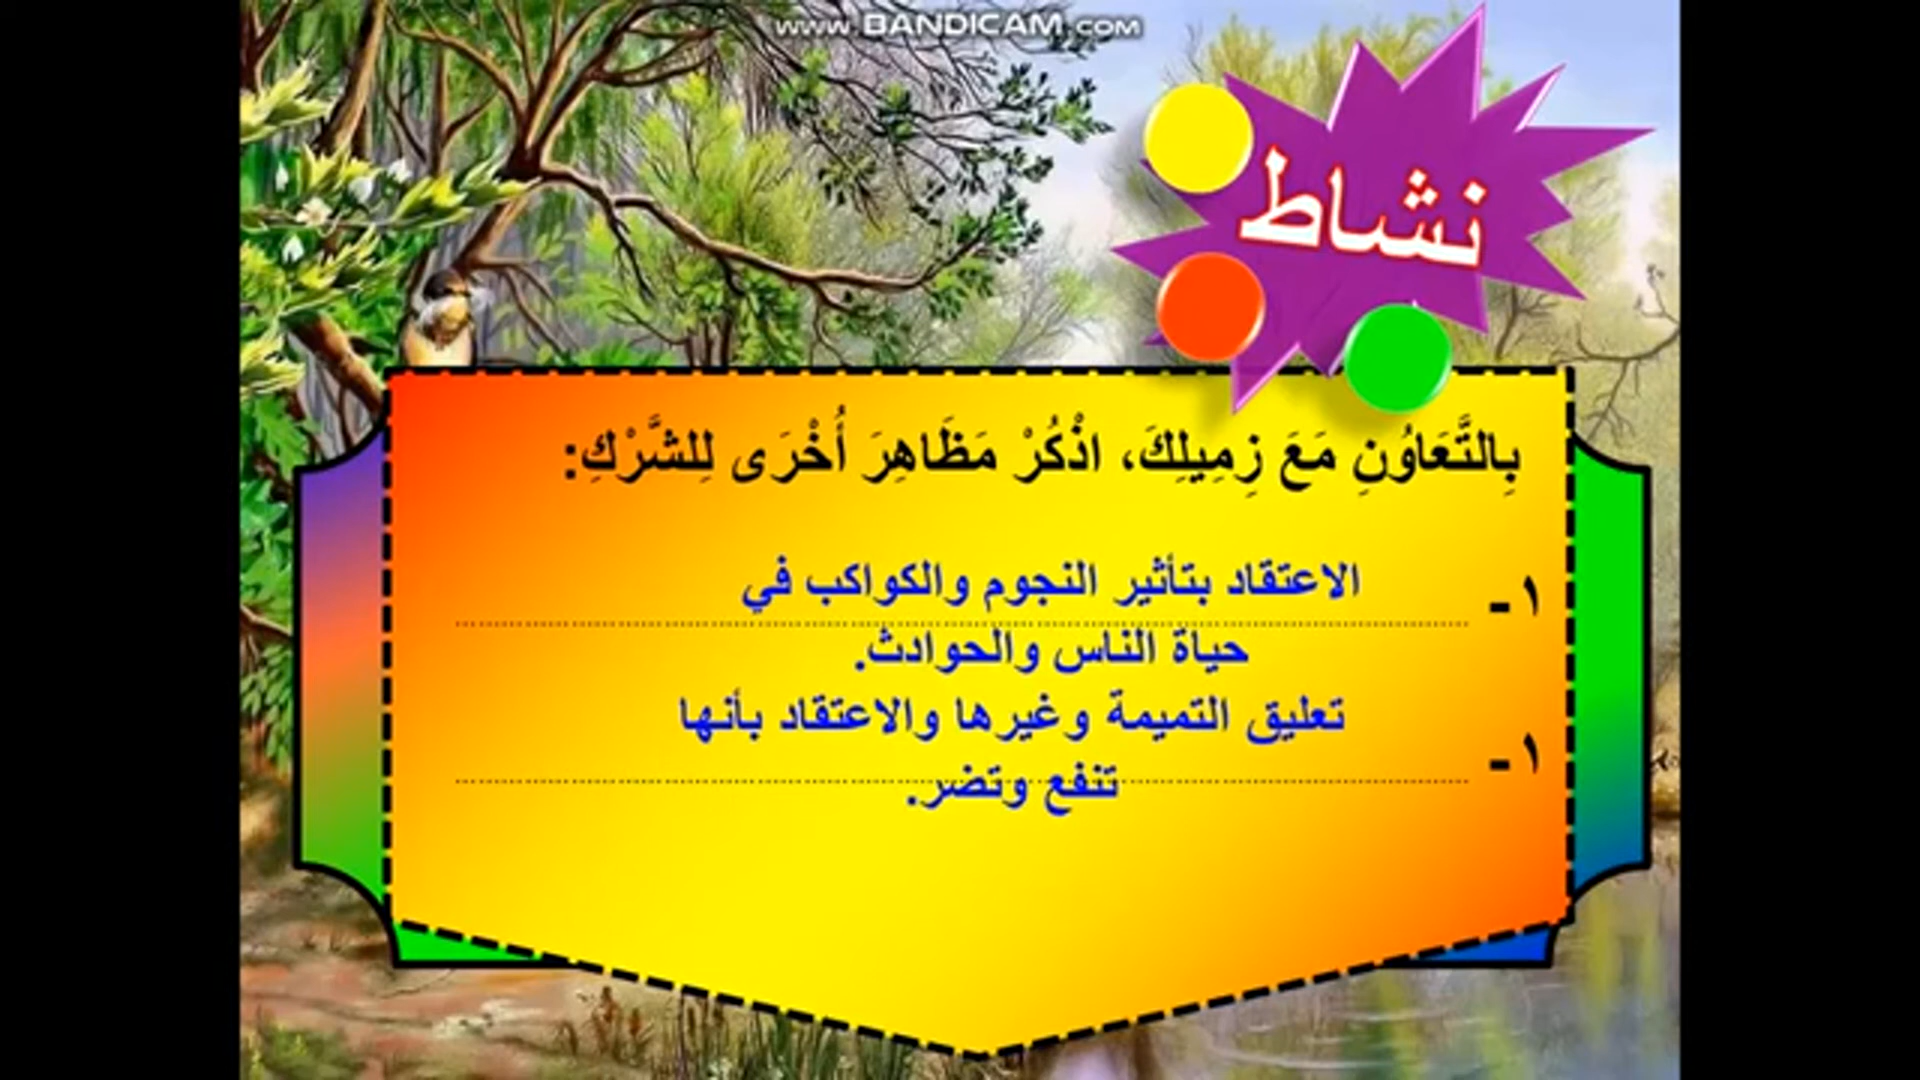 www.BANDICAM.com
نشاط
بِالتَّعَاوُنِ مَعَ زِمِيلِكَ، اذْكُرْ مَظَاهِرَ أُخْرَى لِلشَّرْكِ:
١- الاعتقاد بتأثير النجوم والكواكب في
حياة الناس والحوادث.
١- تعليق التميمة وغيرها والاعتقاد بأنها
تنفع وتضر.